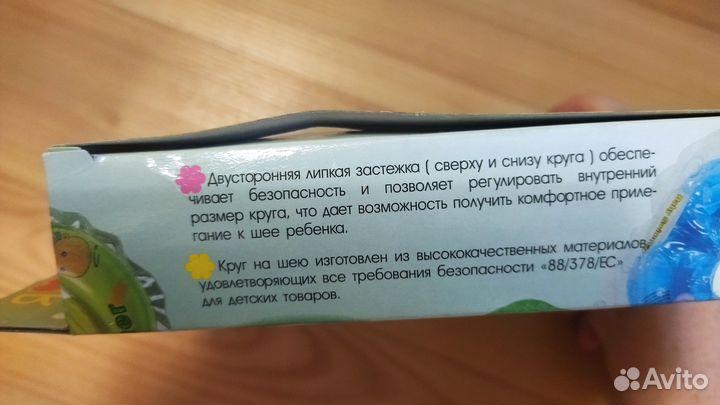 Двусторонняя липкая застежка ( сверху и снизу круга ) обеспе-
чивает безопасность и позволяет регулировать внутренний
размер круга, что дает возможность получить комфортное приле-
гание к шее ребенка.
Круг на шею изготовлен из высококачественных материалов,
удовлетворяющих все требования безопасности «88/378/ЕС»
для детских товаров.
Avito